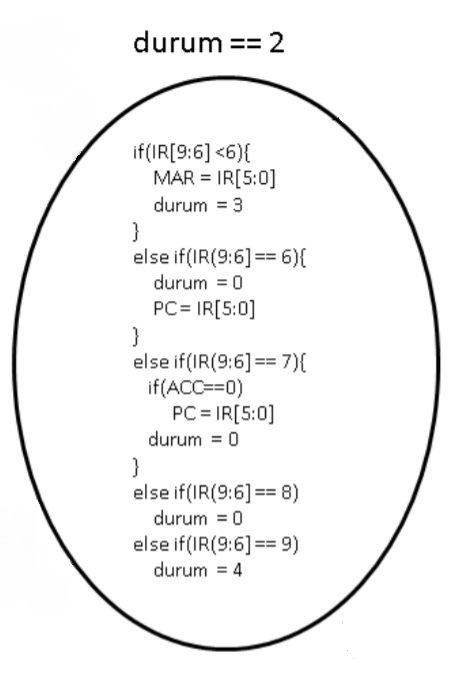 durum == 2
if(IR[9:6] <6){
MAR = IR[5:0]
durum = 3
}
else if(IR(9:6] == 6){
durum = 0
PC = IR[5:0]
}
else if(IR(9:6] == 7){
if(ACC==0)
PC = IR[5:0]
durum = 0
}
else if(IR(9:6] == 8)
durum = 0
else if(IR(9:6] == 9)
durum = 4